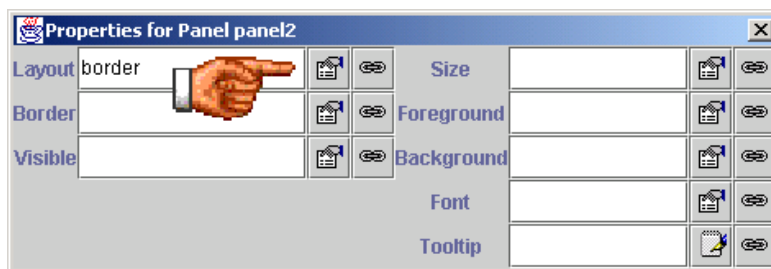 Properties for Panel panel2
Layout border Size
Border Foreground
Visible Background
Font
Tooltip